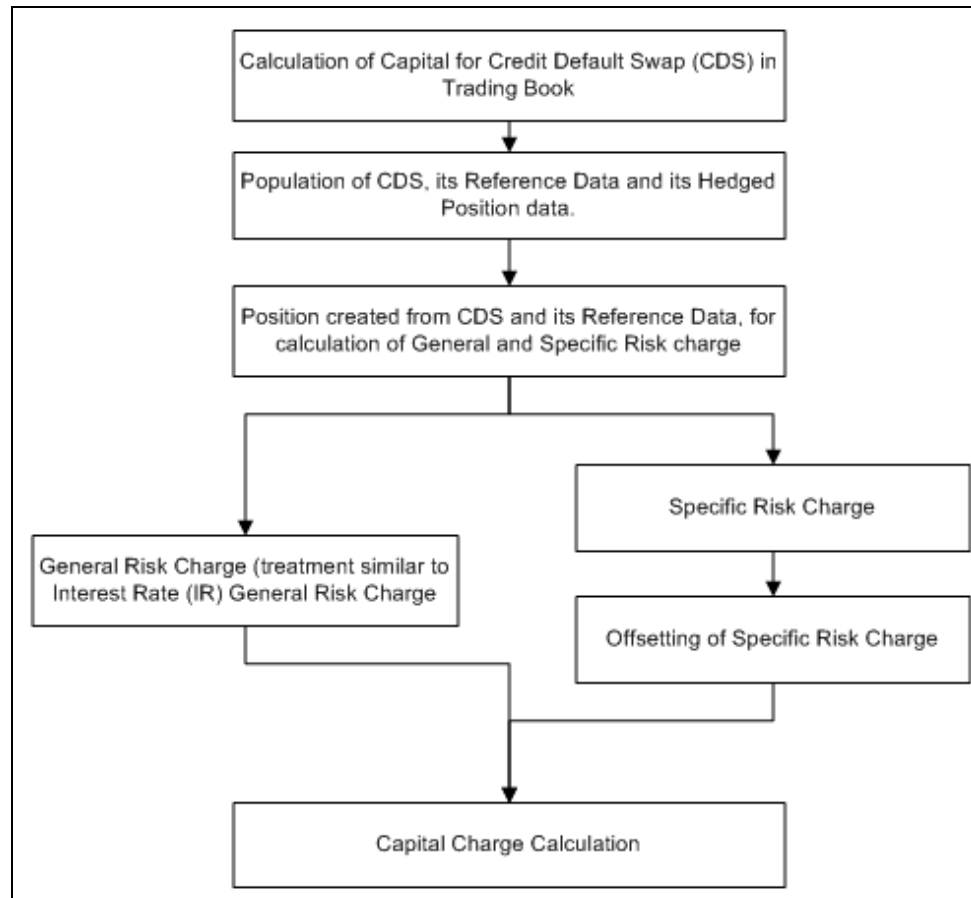 Calculation of Capital for Credit Default Swap (CDS) in
Trading Book
Population of CDS, its Reference Data and its Hedged
Position data.
Position created from CDS and its Reference Data, for
calculation of General and Specific Risk charge
Specific Risk Charge
General Risk Charge (treatment similar to
Interest Rate (IR) General Risk Charge
Offsetting of Specific Risk Charge
Capital Charge Calculation